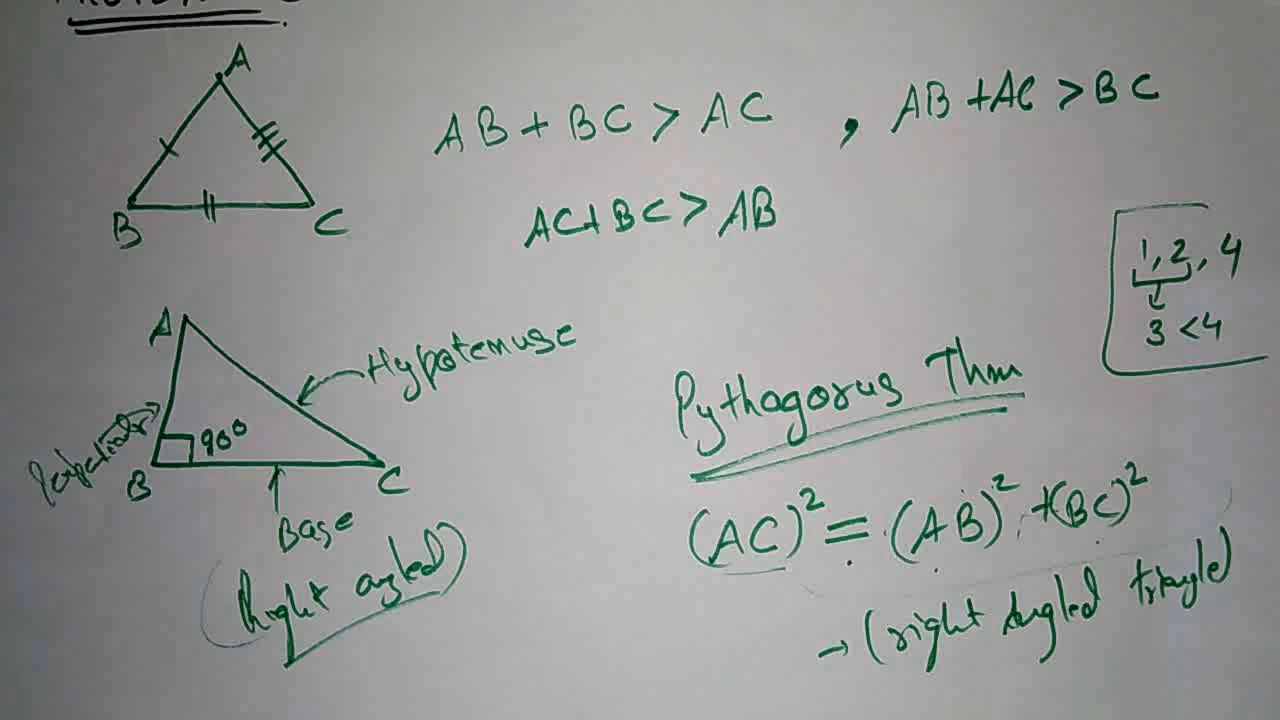 A
B
C
AB + BC > AC , AB + AC > BC
AC + BC > AB
1, 2, 4
3 < 4
A
B
C
90°
Hypotenuse
Base
(Right angled)
Pythagorus Thm
(AC)² = (AB)² + (BC)²
→ (right angled triangle)